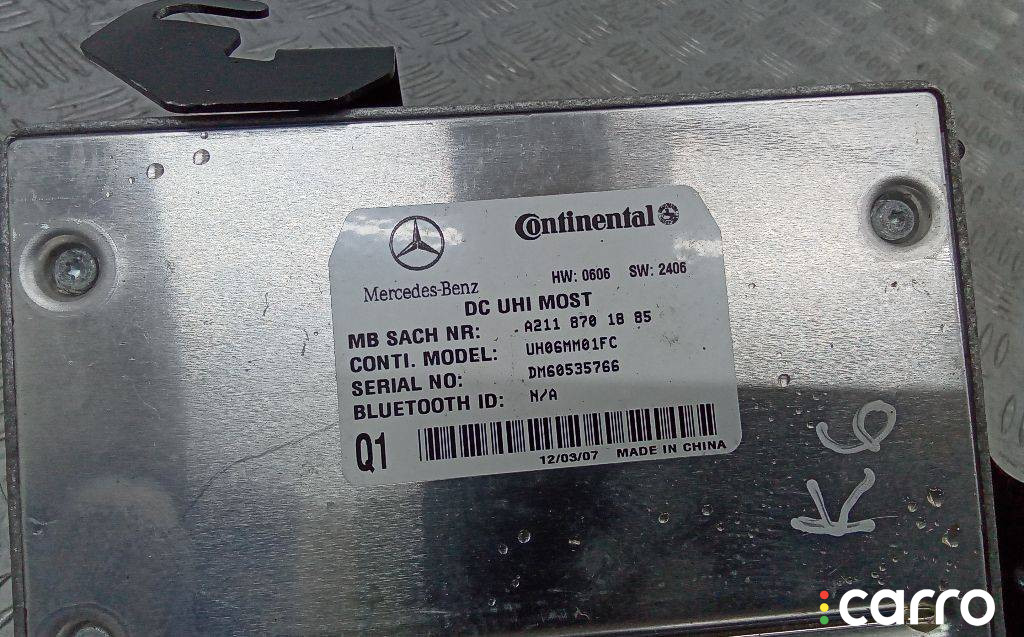 Continental
Mercedes-Benz
HW: 0606 SW: 2406
DC UHI MOST
MB SACH NR: A211 870 18 85
CONTI. MODEL: UH06MM01FC
SERIAL NO: DM60535766
BLUETOOTH ID: N/A
Q1
12/03/07 MADE IN CHINA
carro